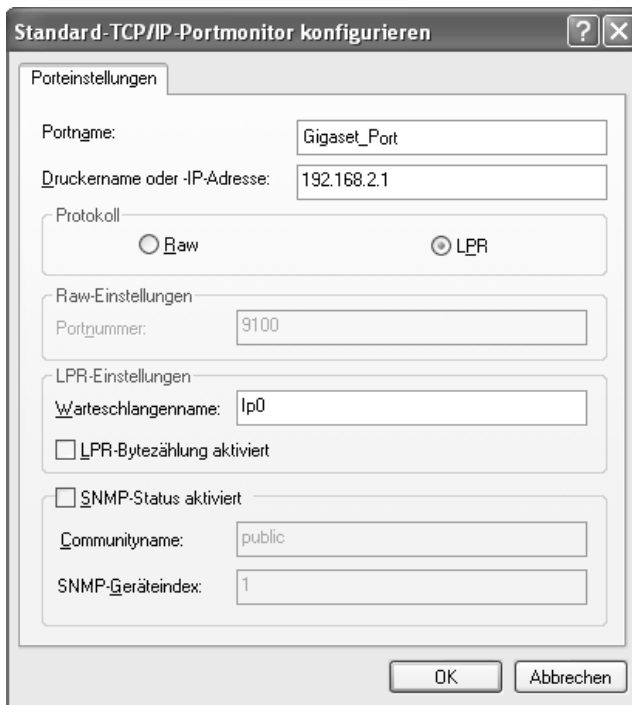 Standard-TCP/IP-Portmonitor konfigurieren
Porteinstellungen
Portname: Gigaset_Port
Druckername oder -IP-Adresse: 192.168.2.1
Protokoll
Raw LPR
Raw-Einstellungen
Portnummer: 9100
LPR-Einstellungen
Warteschlangenname: lp0
LPR-Bytezählung aktiviert
SNMP-Status aktiviert
Communityname: public
SNMP-Geräteindex: 1
OK Abbrechen